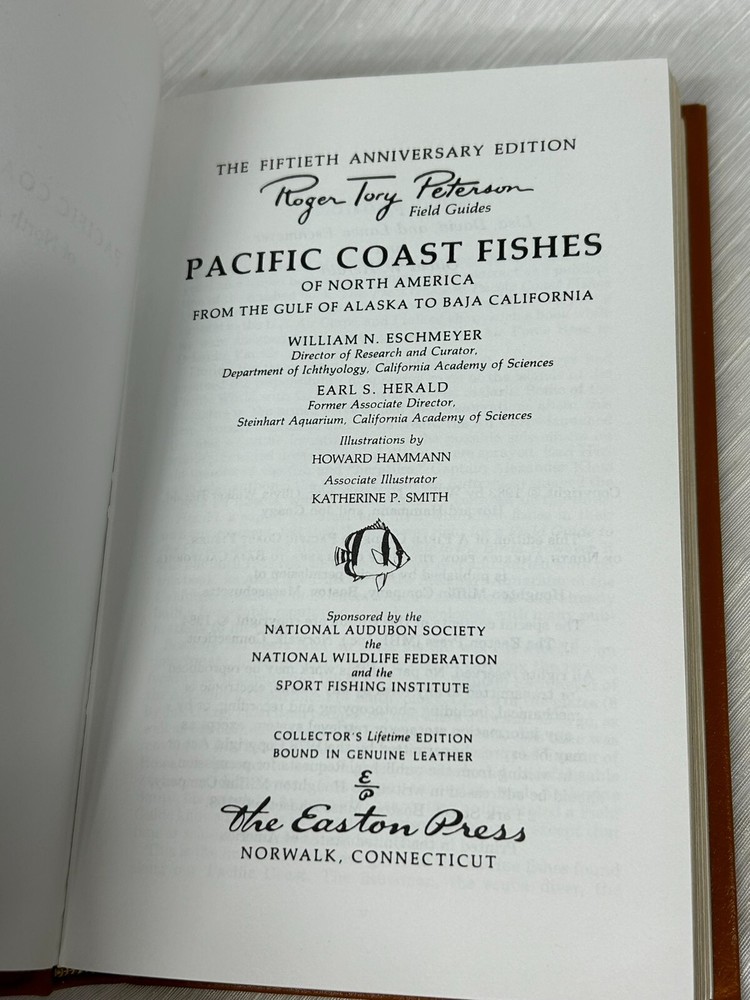 THE FIFTIETH ANNIVERSARY EDITION
Roger Tory Peterson
Field Guides
PACIFIC COAST FISHES
OF NORTH AMERICA
FROM THE GULF OF ALASKA TO BAJA CALIFORNIA
WILLIAM N. ESCHMEYER
Director of Research and Curator,
Department of Ichthyology, California Academy of Sciences
EARL S. HERALD
Former Associate Director,
Steinhart Aquarium, California Academy of Sciences
Illustrations by
HOWARD HAMMANN
Associate Illustrator
KATHERINE P. SMITH
Sponsored by the
NATIONAL AUDUBON SOCIETY
the
NATIONAL WILDLIFE FEDERATION
and the
SPORT FISHING INSTITUTE
COLLECTOR'S Lifetime EDITION
BOUND IN GENUINE LEATHER
E
P
The Easton Press
NORWALK, CONNECTICUT